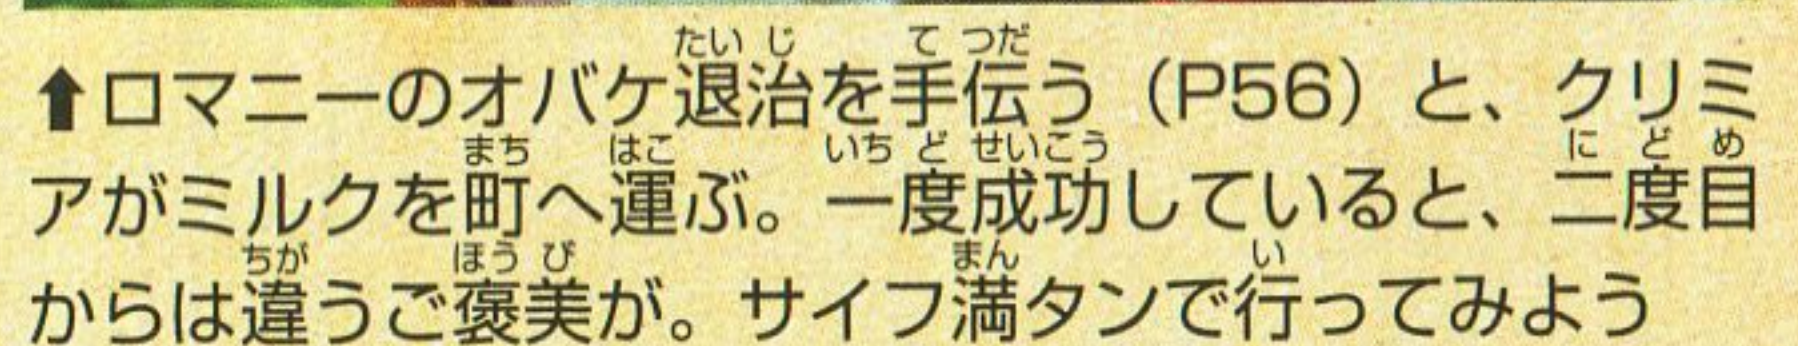 ⬆ロマニーのオバケ退治を手伝う（P56）と、クリミ
アがミルクを町へ運ぶ。一度成功していると、二度目
からは違うご褒美が。サイフ満タンで行ってみよう